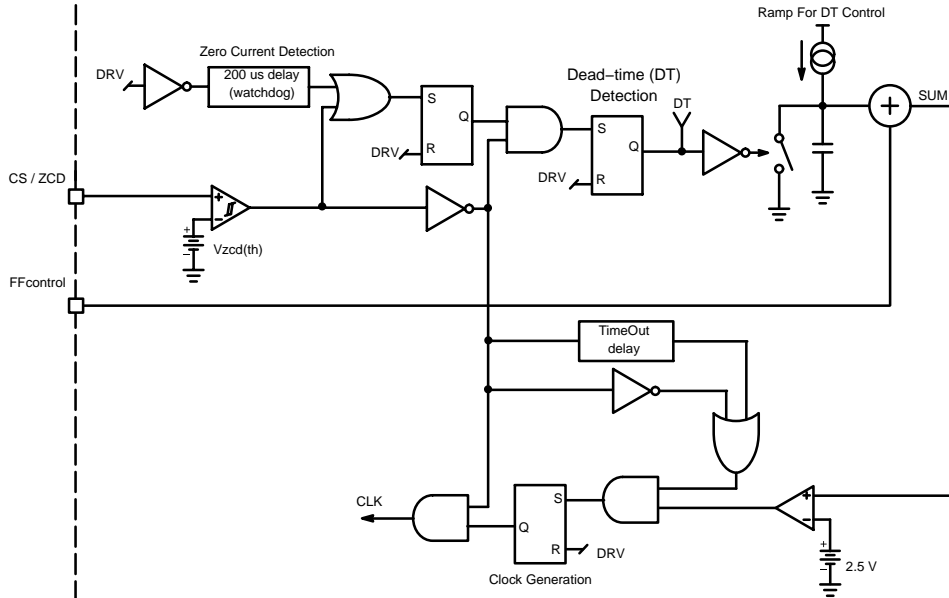 Ramp For DT Control
Zero Current Detection
DRV
200 us delay
(watchdog)
Dead−time (DT)
Detection
DT
SUM
S
Q
R
DRV
S
Q
R
DRV
CS / ZCD
+
−
+
−
Vzcd(th)
+
FFcontrol
TimeOut
delay
CLK
S
Q
R
DRV
Clock Generation
+
−
+
−
2.5 V